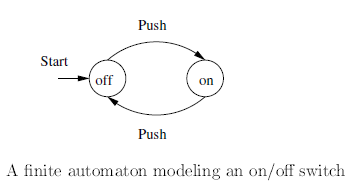 Push
Start
off
on
Push
A finite automaton modeling an on/off switch